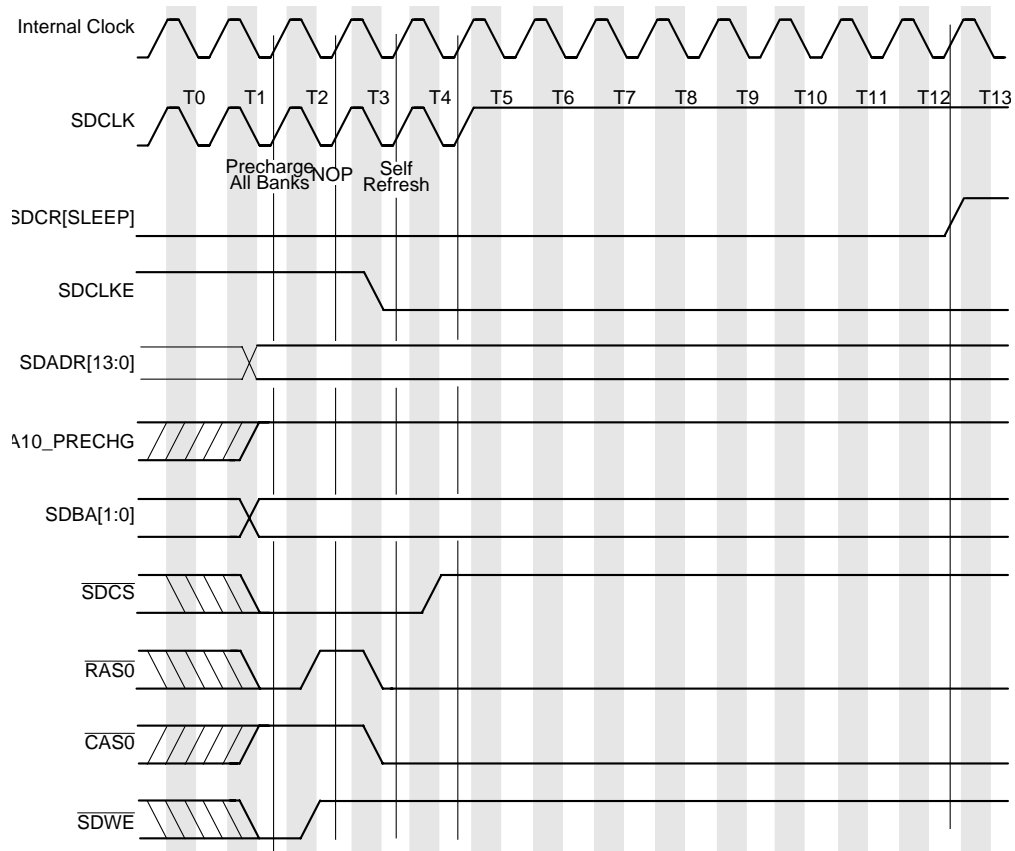 Internal Clock
T0 T1 T2 T3 T4 T5 T6 T7 T8 T9 T10 T11 T12 T13
SDCLK
Precharge
All Banks
NOP
Self
Refresh
SDCR[SLEEP]
SDCLKE
SDADR[13:0]
A10_PRECHG
SDBA[1:0]
SDCS
RAS0
CAS0
SDWE